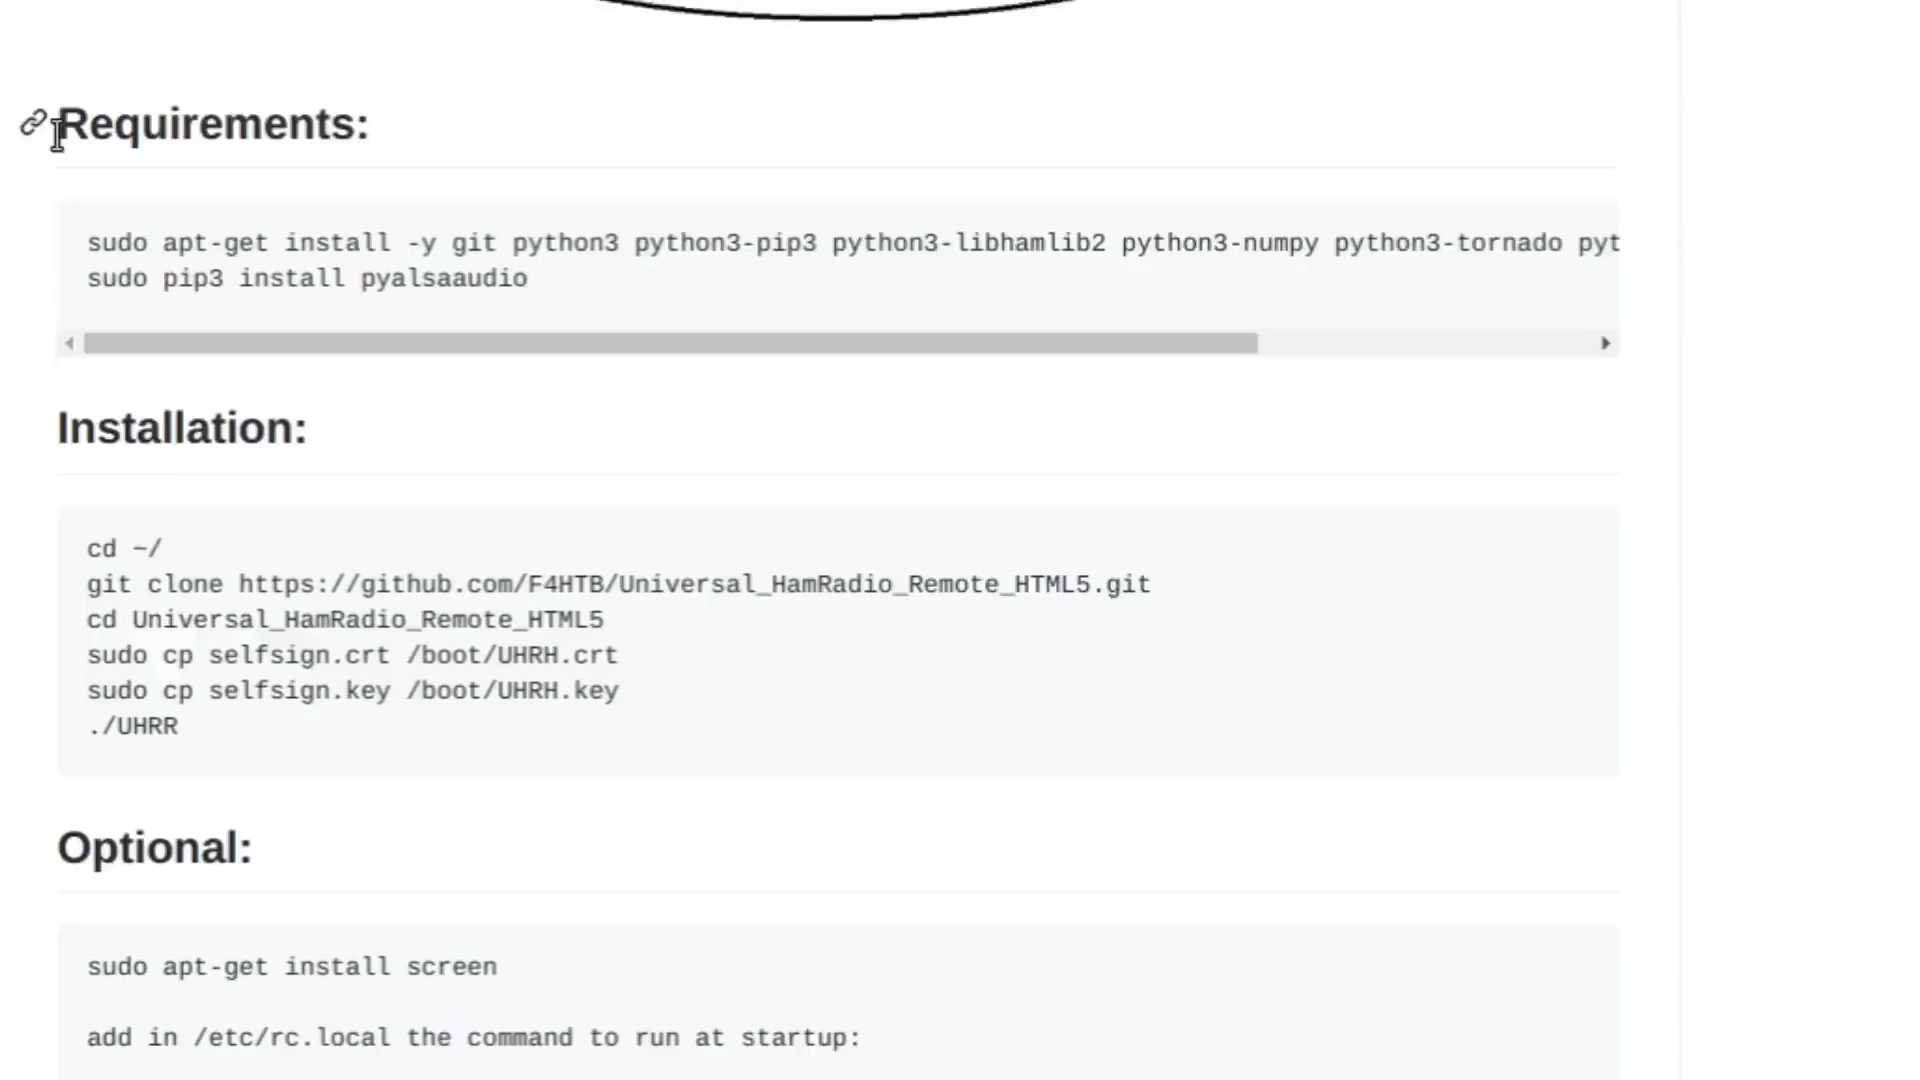 Requirements:
sudo apt-get install -y git python3 python3-pip3 python3-libhamlib2 python3-numpy python3-tornado pyt
sudo pip3 install pyalsaaudio
Installation:
cd ~/
git clone https://github.com/F4HTB/Universal_HamRadio_Remote_HTML5.git
cd Universal_HamRadio_Remote_HTML5
sudo cp selfsign.crt /boot/UHRH.crt
sudo cp selfsign.key /boot/UHRH.key
./UHRR
Optional:
sudo apt-get install screen
add in /etc/rc.local the command to run at startup: